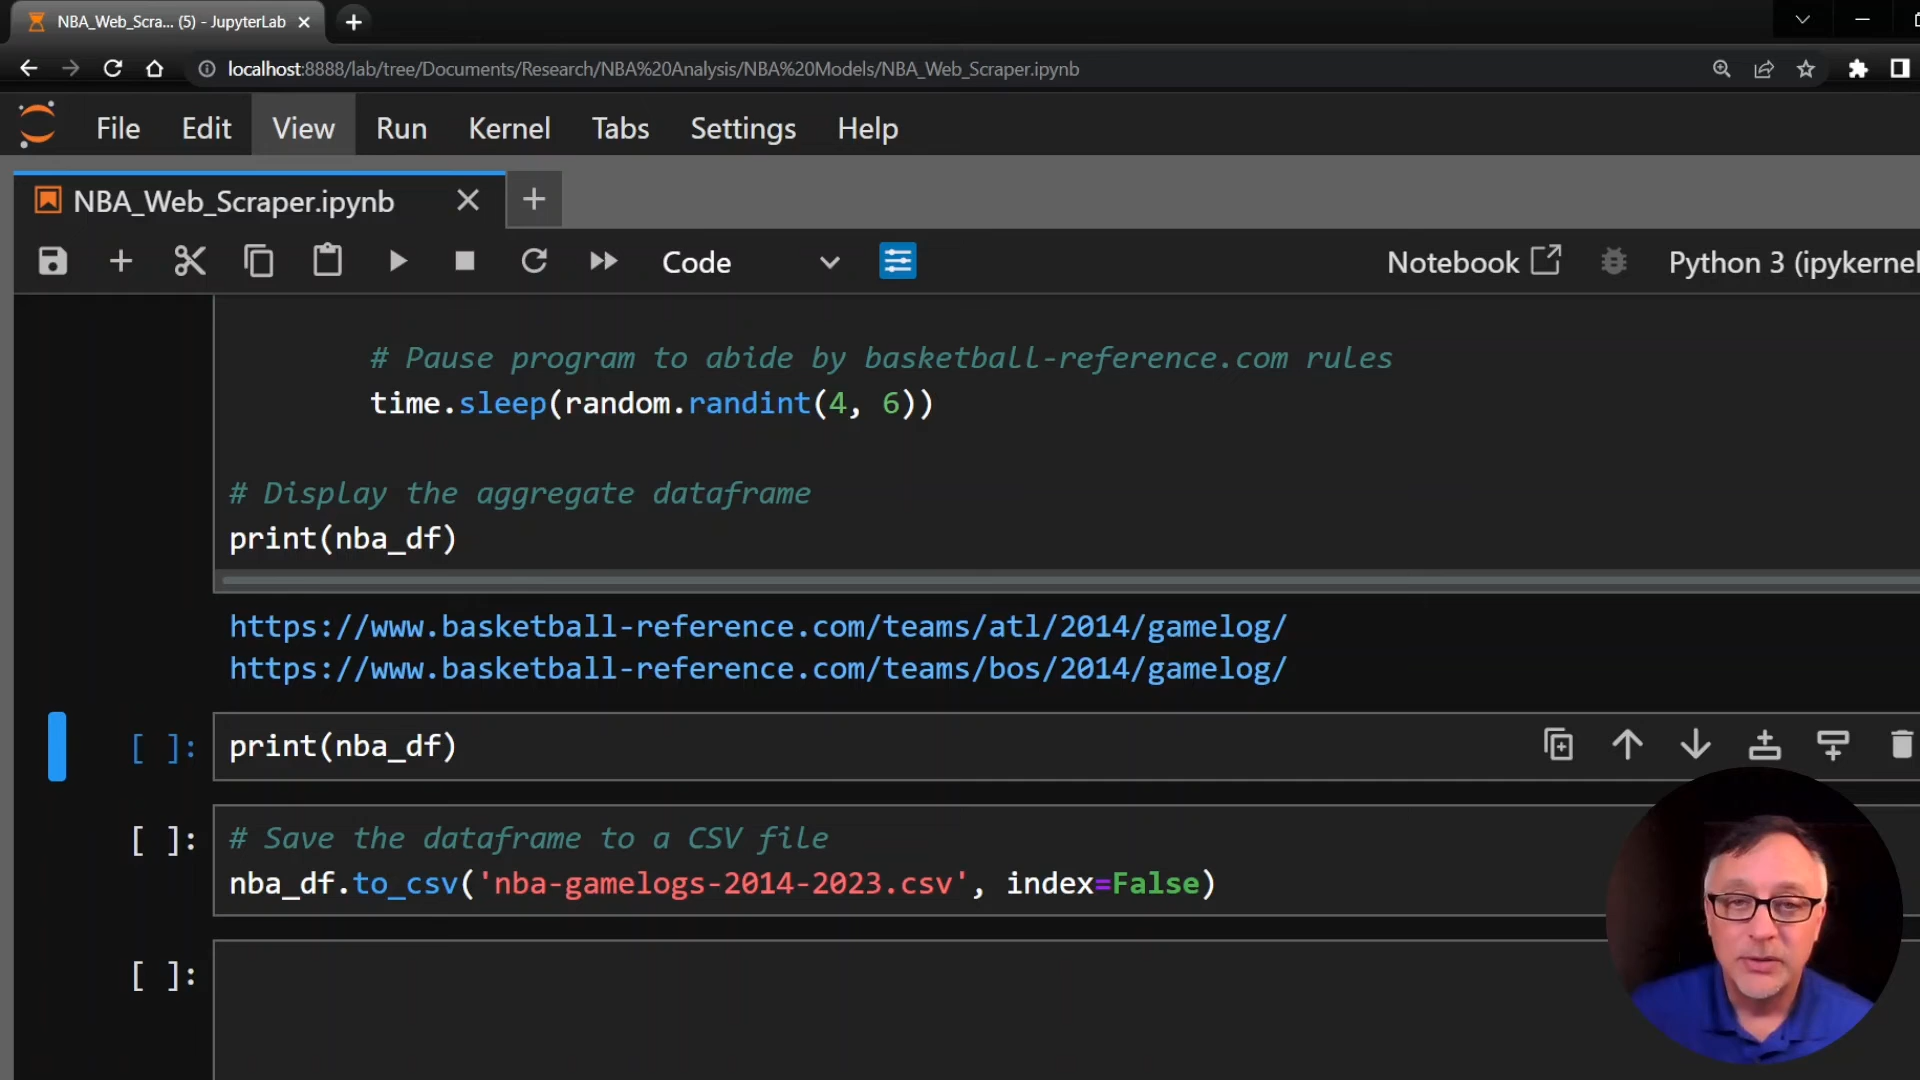 NBA_Web_Scra... (5) - JupyterLab
localhost:8888/lab/tree/Documents/Research/NBA%20Analysis/NBA%20Models/NBA_Web_Scraper.ipynb
File Edit View Run Kernel Tabs Settings Help
NBA_Web_Scraper.ipynb
Code Notebook Python 3 (ipykernel
# Pause program to abide by basketball-reference.com rules
time.sleep(random.randint(4, 6))
# Display the aggregate dataframe
print(nba_df)
https://www.basketball-reference.com/teams/atl/2014/gamelog/
https://www.basketball-reference.com/teams/bos/2014/gamelog/
[ ]: print(nba_df)
[ ]: # Save the dataframe to a CSV file
nba_df.to_csv('nba-gamelogs-2014-2023.csv', index=False)
[ ]: